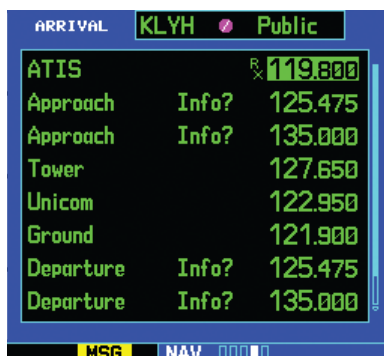 ARRIVAL KLYH Public
ATIS Rx 119.800
Approach Info? 125.475
Approach Info? 135.000
Tower 127.650
Unicom 122.950
Ground 121.900
Departure Info? 125.475
Departure Info? 135.000
MSG NAV